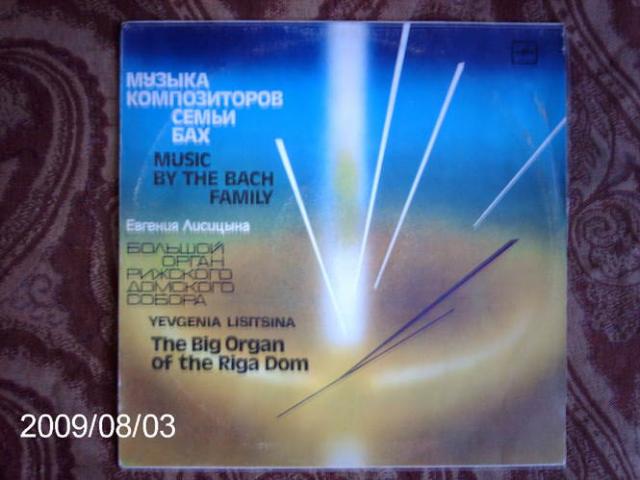 МУЗЫКА
КОМПОЗИТОРОВ
СЕМЬИ
БАХ
MUSIC
BY THE BACH
FAMILY
Евгения Лисицына
БОЛЬШОЙ
ОРГАН
РИЖСКОГО
ДОМСКОГО
СОБОРА
YEVGENIA LISITSINA
The Big Organ
of the Riga Dom
2009/08/03